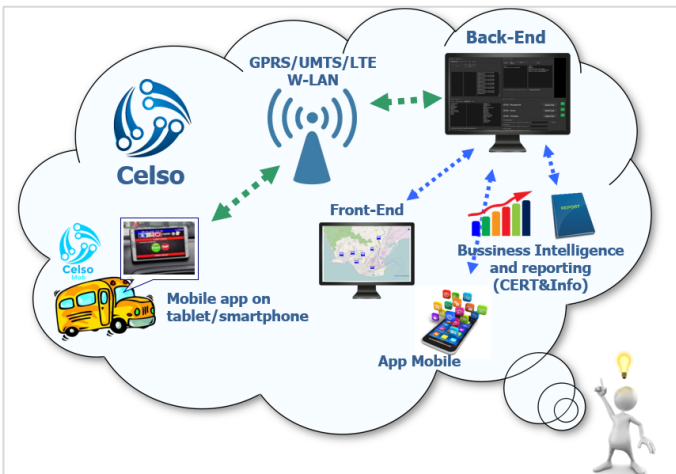 Back-End
GPRS/UMTS/LTE
W-LAN
Celso
Front-End
REPORT
Bussiness Intelligence
and reporting
(CERT&Info)
Celso
Mob
Mobile app on
tablet/smartphone
App Mobile